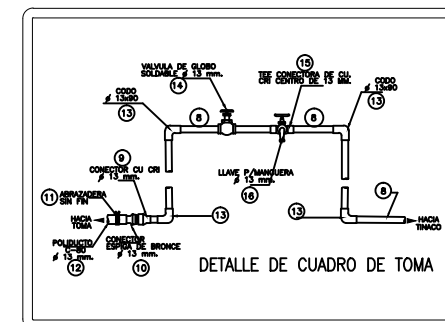 15
VALVULA DE GLOBO
SOLDABLE ø 13 mm.
14
TEE CONECTORA DE CU.
CRI CENTRO DE 13 MM.
CODO
ø 13x90
13
8
8
CODO
ø 13x90
13
9
CONECTOR CU CRI
ø 13 mm.
LLAVE P/MANGUERA
ø 13 mm.
16
11
ABRAZADERA
SIN FIN
HACIA
TOMA
13
13
8
HACIA
TINACO
POLIDUCTO
C-80
ø 13 mm.
12
CONECTOR
ESPIGA DE BRONCE
ø 13 mm.
10
DETALLE DE CUADRO DE TOMA